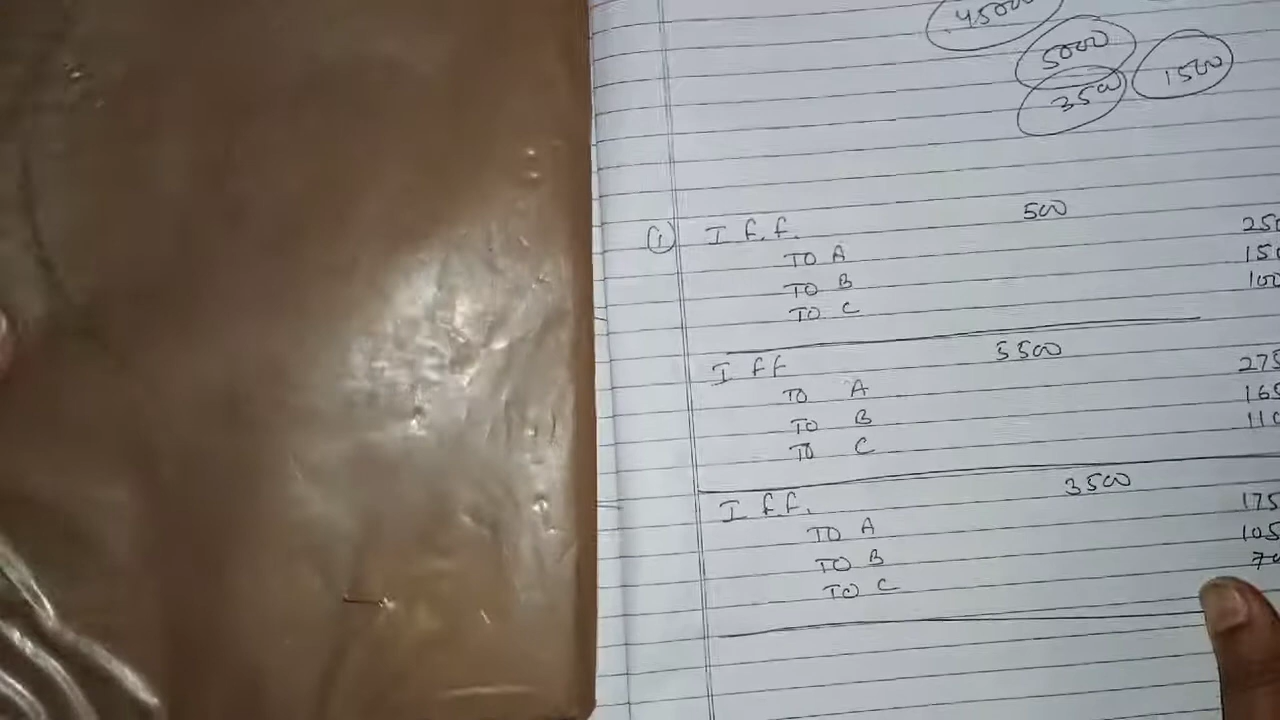 45000
5000
1500
3500
(1) I f.f. 500
TO A 250
TO B 150
TO C 100
I f f 5500
TO A 275
TO B 165
TO C 110
I f.f. 3500
TO A 175
TO B 105
TO C 70